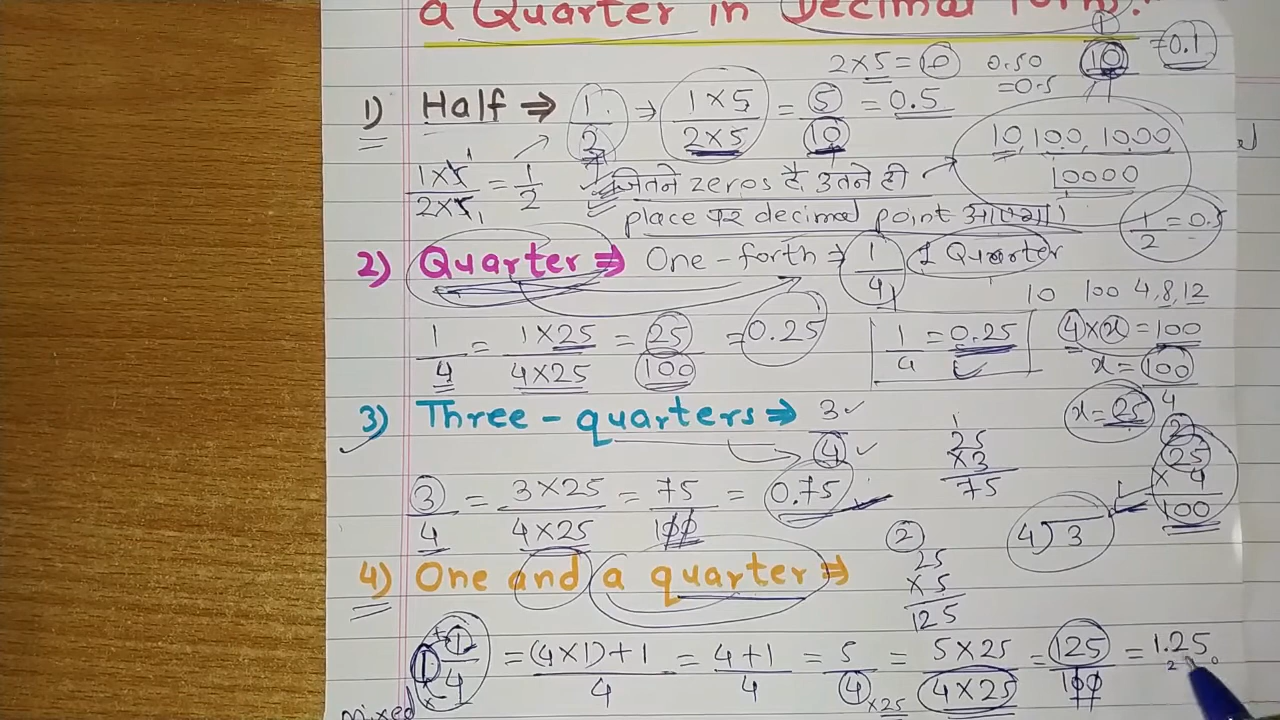 a Quarter in Decimal form.
2×5=10 0.50 =0.5 1/10 =0.1
1) Half ⇒ 1/2 → 1×5/2×5 = 5/10 = 0.5
10, 100, 1000
10000
1×5/2×5 = 1/2
जितने zeros है उतने ही
place पर decimal point आएगा।
1/2 = 0.5
2) Quarter ⇒ One-forth ⇒ 1/4 1 Quarter
10 100 4,8,12
1/4 = 1×25/4×25 = 25/100 = 0.25
1/4 = 0.25
4×x=100
x=100/4
x=25
3) Three-quarters ⇒ 3/4
25 ×3 75
2 25 ×4 100
3/4 = 3×25/4×25 = 75/100 = 0.75
4)3
4) One and a quarter ⇒
2 25 ×5 125
1 1/4 = (4×1)+1/4 = 4+1/4 = 5/4 ×25 = 5×25/4×25 = 125/100 = 1.25
mixed